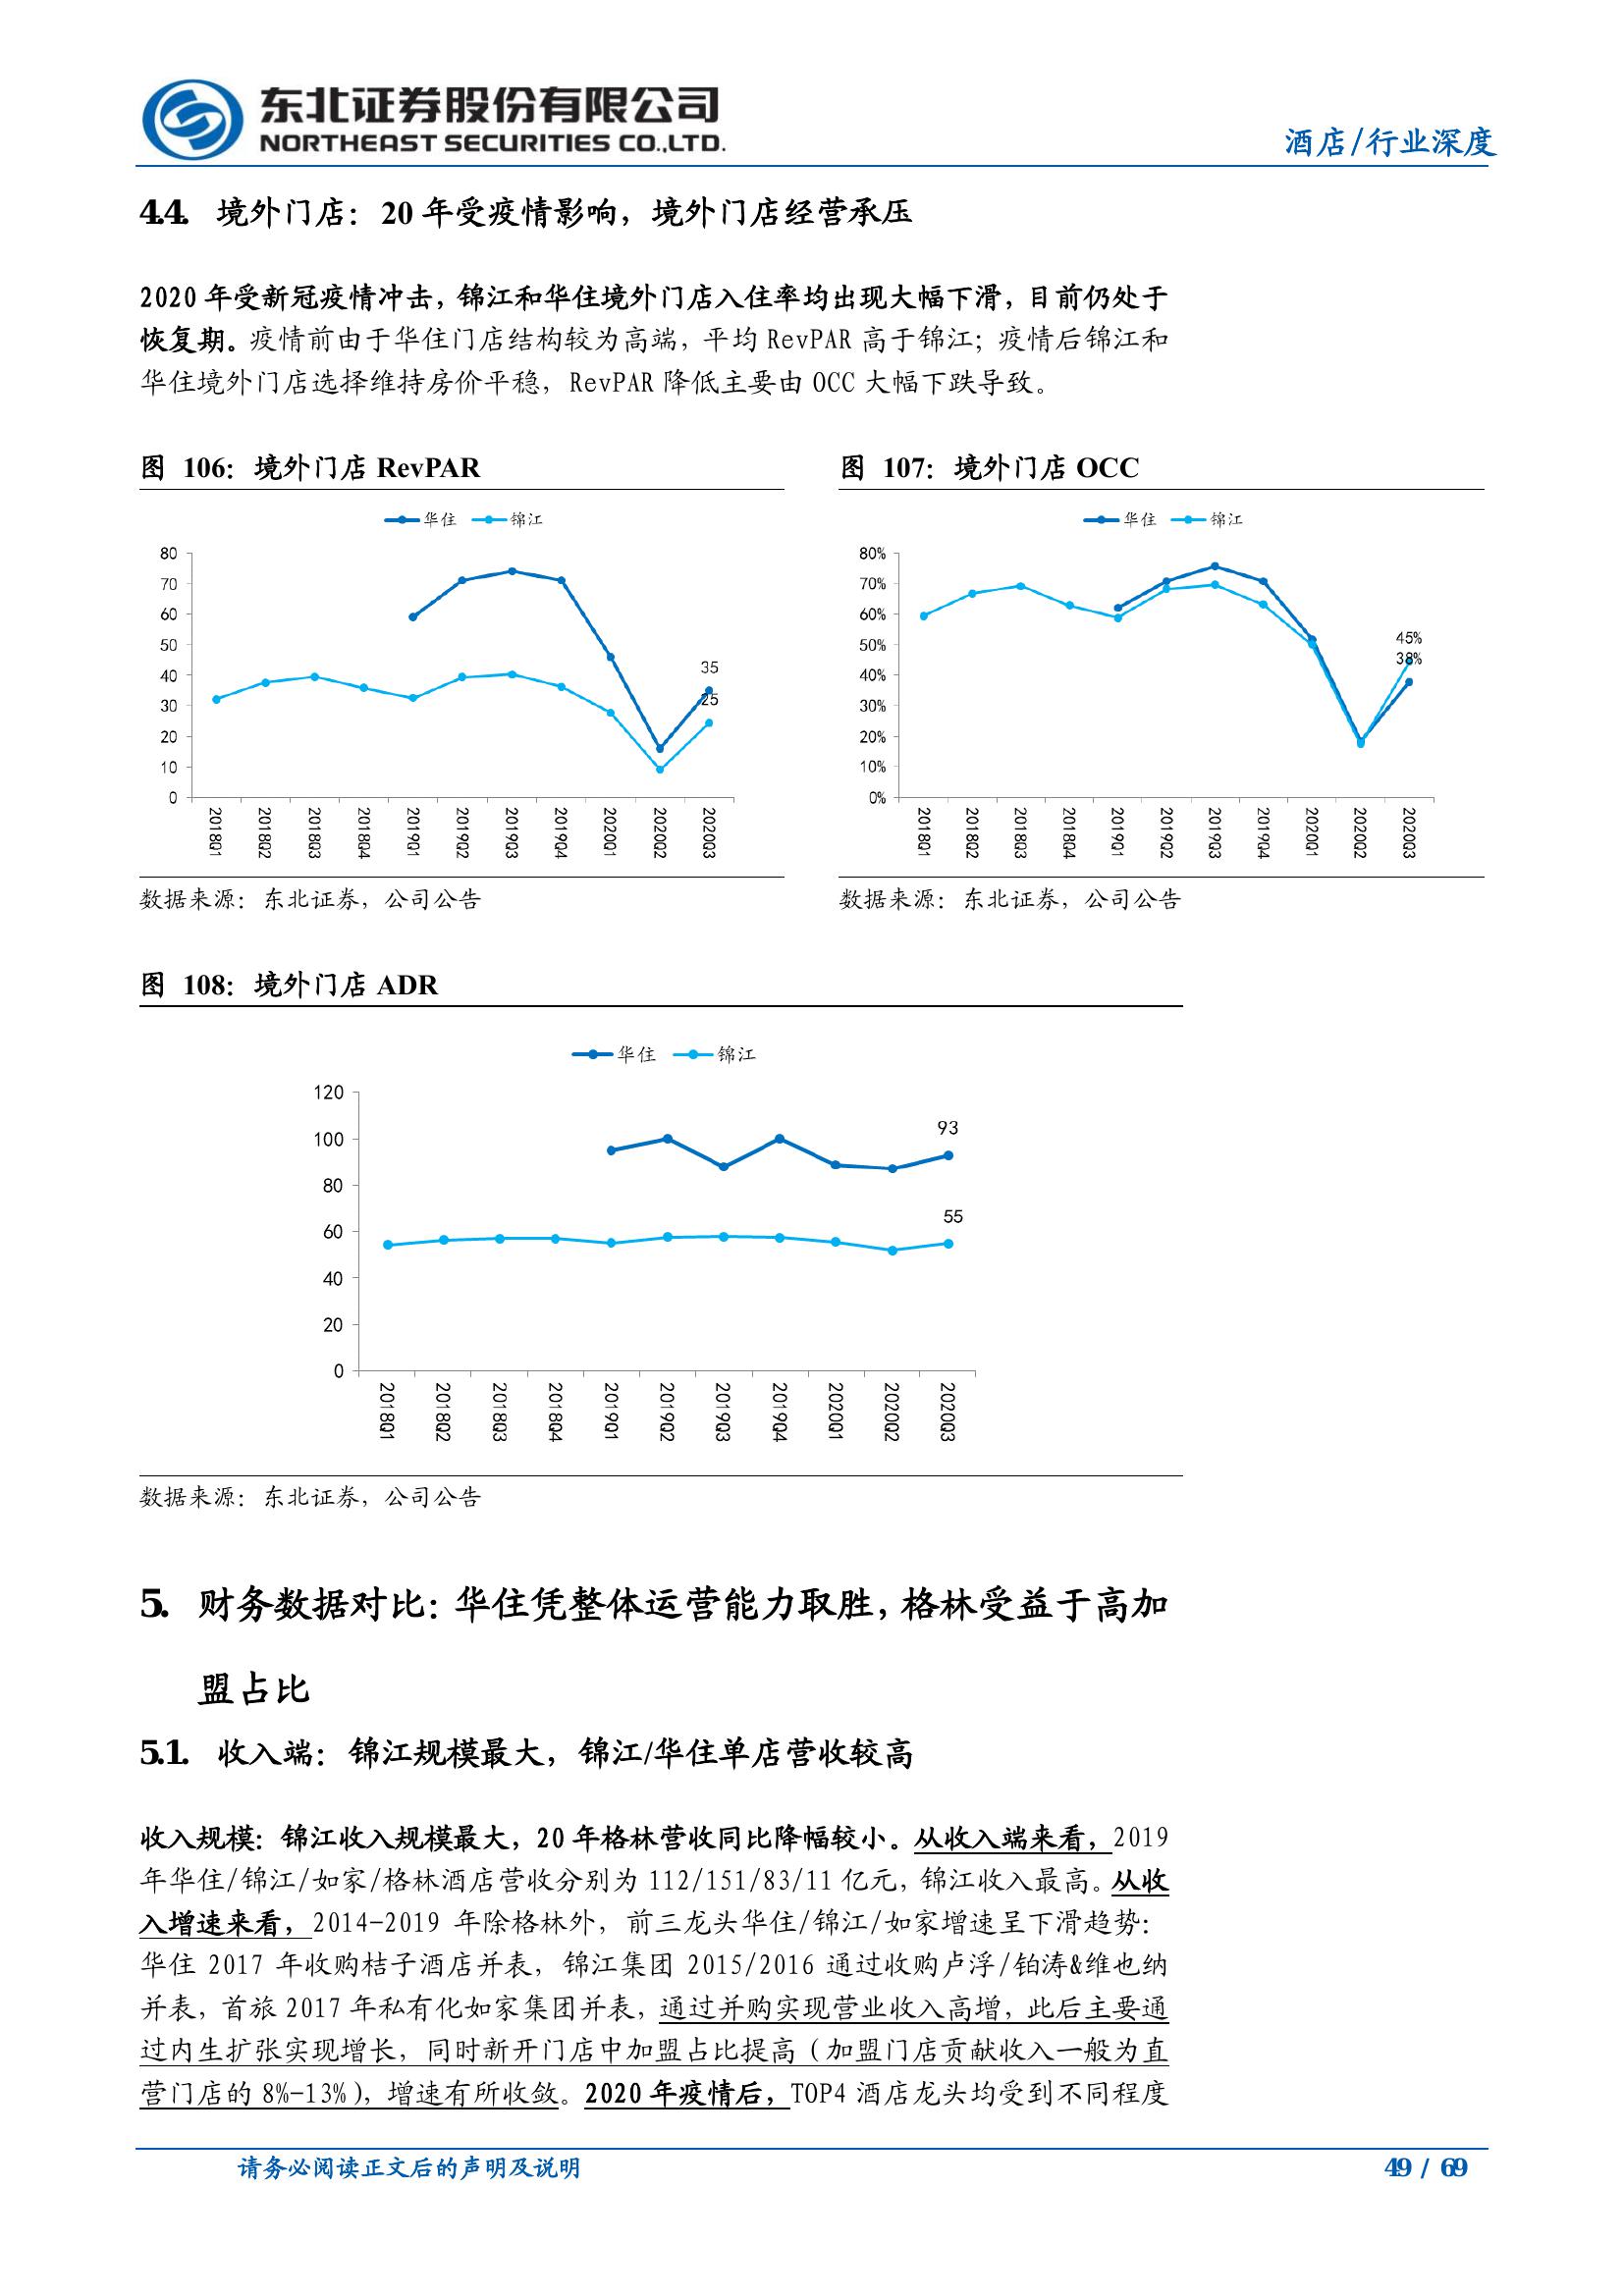 东北证券股份有限公司
NORTHEAST SECURITIES CO.,LTD.
酒店/行业深度
4.4. 境外门店：20 年受疫情影响，境外门店经营承压
2020 年受新冠疫情冲击，锦江和华住境外门店入住率均出现大幅下滑，目前仍处于
恢复期。疫情前由于华住门店结构较为高端，平均 RevPAR 高于锦江；疫情后锦江和
华住境外门店选择维持房价平稳，RevPAR 降低主要由 OCC 大幅下跌导致。
图 106：境外门店 RevPAR
华住 锦江
80
70
60
50
40
30
20
10
0
35
25
2018Q1 2018Q2 2018Q3 2018Q4 2019Q1 2019Q2 2019Q3 2019Q4 2020Q1 2020Q2 2020Q3
数据来源：东北证券，公司公告
图 107：境外门店 OCC
华住 锦江
80%
70%
60%
50%
40%
30%
20%
10%
0%
45%
38%
2018Q1 2018Q2 2018Q3 2018Q4 2019Q1 2019Q2 2019Q3 2019Q4 2020Q1 2020Q2 2020Q3
数据来源：东北证券，公司公告
图 108：境外门店 ADR
华住 锦江
120
100
80
60
40
20
0
93
55
2018Q1 2018Q2 2018Q3 2018Q4 2019Q1 2019Q2 2019Q3 2019Q4 2020Q1 2020Q2 2020Q3
数据来源：东北证券，公司公告
5. 财务数据对比：华住凭整体运营能力取胜，格林受益于高加
盟占比
5.1. 收入端：锦江规模最大，锦江/华住单店营收较高
收入规模：锦江收入规模最大，20 年格林营收同比降幅较小。从收入端来看，2019
年华住/锦江/如家/格林酒店营收分别为 112/151/83/11 亿元，锦江收入最高。从收
入增速来看，2014-2019 年除格林外，前三龙头华住/锦江/如家增速呈下滑趋势：
华住 2017 年收购桔子酒店并表，锦江集团 2015/2016 通过收购卢浮/铂涛&维也纳
并表，首旅 2017 年私有化如家集团并表，通过并购实现营业收入高增，此后主要通
过内生扩张实现增长，同时新开门店中加盟占比提高（加盟门店贡献收入一般为直
营门店的 8%-13%），增速有所收敛。2020 年疫情后，TOP4 酒店龙头均受到不同程度
请务必阅读正文后的声明及说明
49 / 69